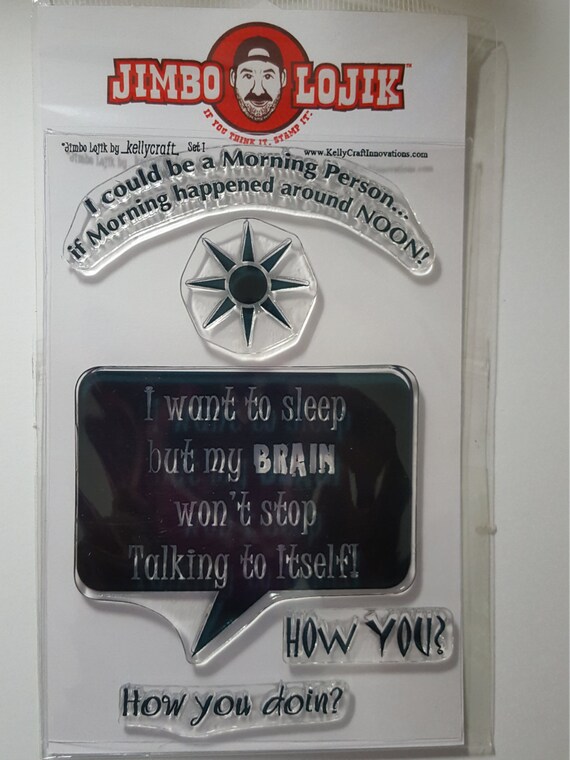 JIMBO LOJIK™
IF YOU THINK IT. STAMP IT.
"Jimbo Lojik by _kellycraft_ Set 1
www.KellyCraftInnovations.com
I could be a Morning Person...
if Morning happened around NOON!
I want to sleep
but my BRAIN
won't stop
Talking to Itself!
HOW YOU?
How you doin?